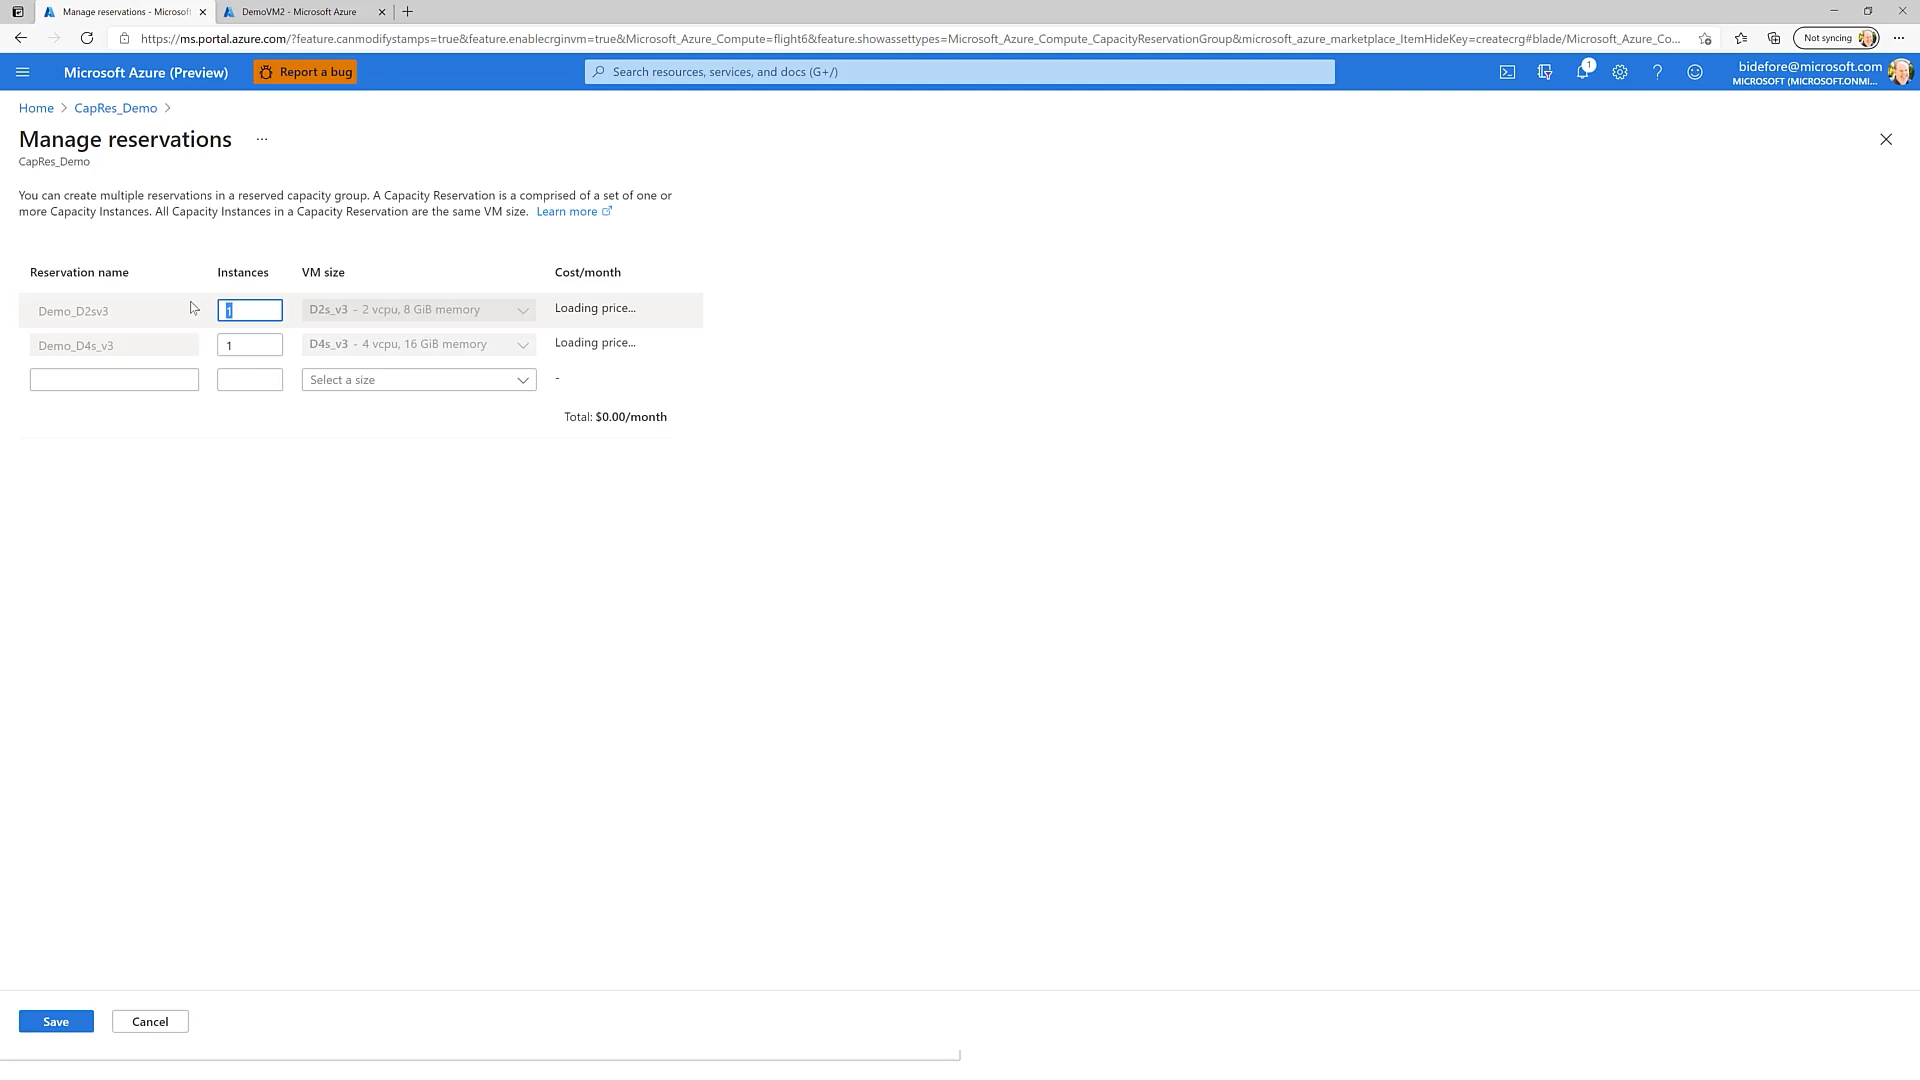 Manage reservations - Microsoft
DemoVM2 - Microsoft Azure
https://ms.portal.azure.com/?feature.canmodifystamps=true&feature.enablecrginvm=true&Microsoft_Azure_Compute=flight6&feature.showassettypes=Microsoft_Azure_Compute_CapacityReservationGroup&microsoft_azure_marketplace_ItemHideKey=createcrg#blade/Microsoft_Azure_Co...
Not syncing
Microsoft Azure (Preview)
Report a bug
Search resources, services, and docs (G+/)
1
bidefore@microsoft.com
MICROSOFT (MICROSOFT.ONMI...
Home > CapRes_Demo >
Manage reservations ...
CapRes_Demo
You can create multiple reservations in a reserved capacity group. A Capacity Reservation is a comprised of a set of one or
more Capacity Instances. All Capacity Instances in a Capacity Reservation are the same VM size. Learn more
Reservation name Instances VM size Cost/month
Demo_D2sv3 1 D2s_v3 - 2 vcpu, 8 GiB memory Loading price...
Demo_D4s_v3 1 D4s_v3 - 4 vcpu, 16 GiB memory Loading price...
Select a size -
Total: $0.00/month
Save Cancel